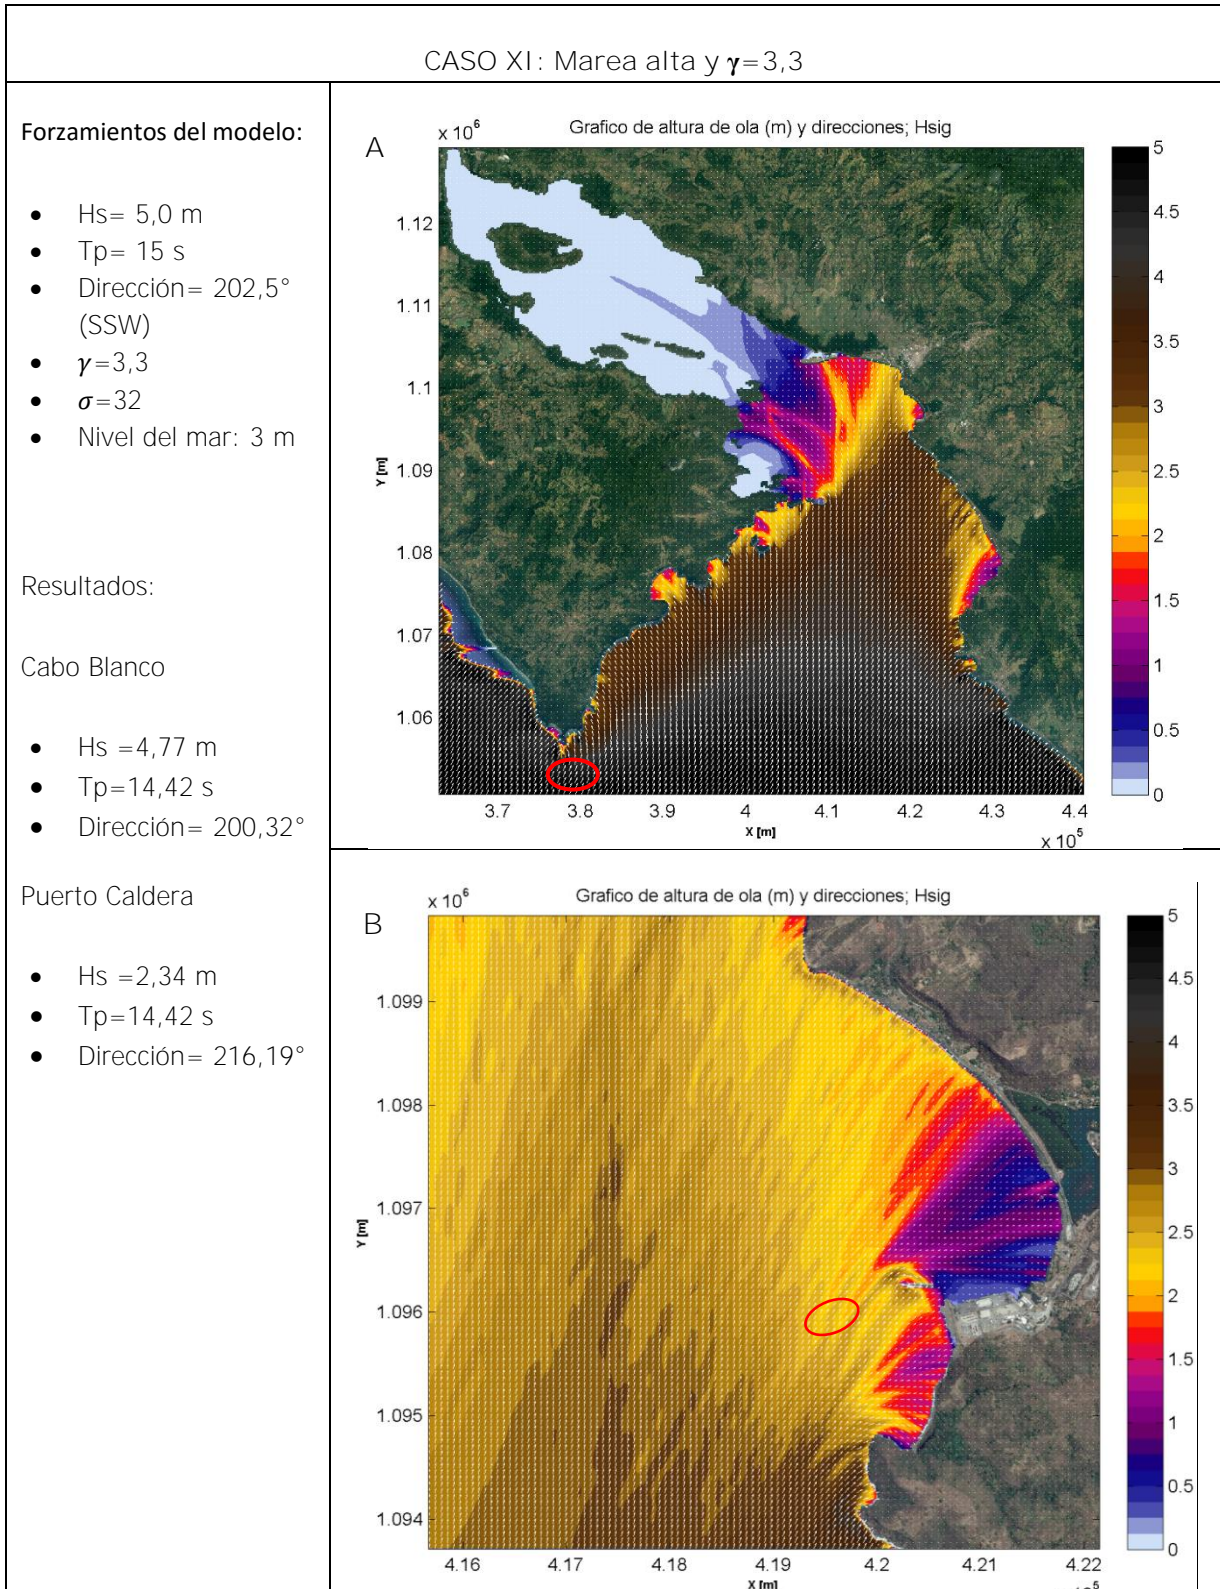 CASO XI: Marea alta y γ=3,3
Forzamientos del modelo:
• Hs= 5,0 m
• Tp= 15 s
• Dirección= 202,5°
(SSW)
• γ=3,3
• σ=32
• Nivel del mar: 3 m
Resultados:
Cabo Blanco
• Hs =4,77 m
• Tp=14,42 s
• Dirección= 200,32°
Puerto Caldera
• Hs =2,34 m
• Tp=14,42 s
• Dirección= 216,19°
A
x 10⁶
Grafico de altura de ola (m) y direcciones; Hsig
1.12
1.11
1.1
1.09
1.08
1.07
1.06
Y [m]
3.7 3.8 3.9 4 4.1 4.2 4.3 4.4
X [m]
x 10⁵
5
4.5
4
3.5
3
2.5
2
1.5
1
0.5
0
B
x 10⁶
Grafico de altura de ola (m) y direcciones; Hsig
1.099
1.098
1.097
1.096
1.095
1.094
Y [m]
4.16 4.17 4.18 4.19 4.2 4.21 4.22
X [m]
5
4.5
4
3.5
3
2.5
2
1.5
1
0.5
0